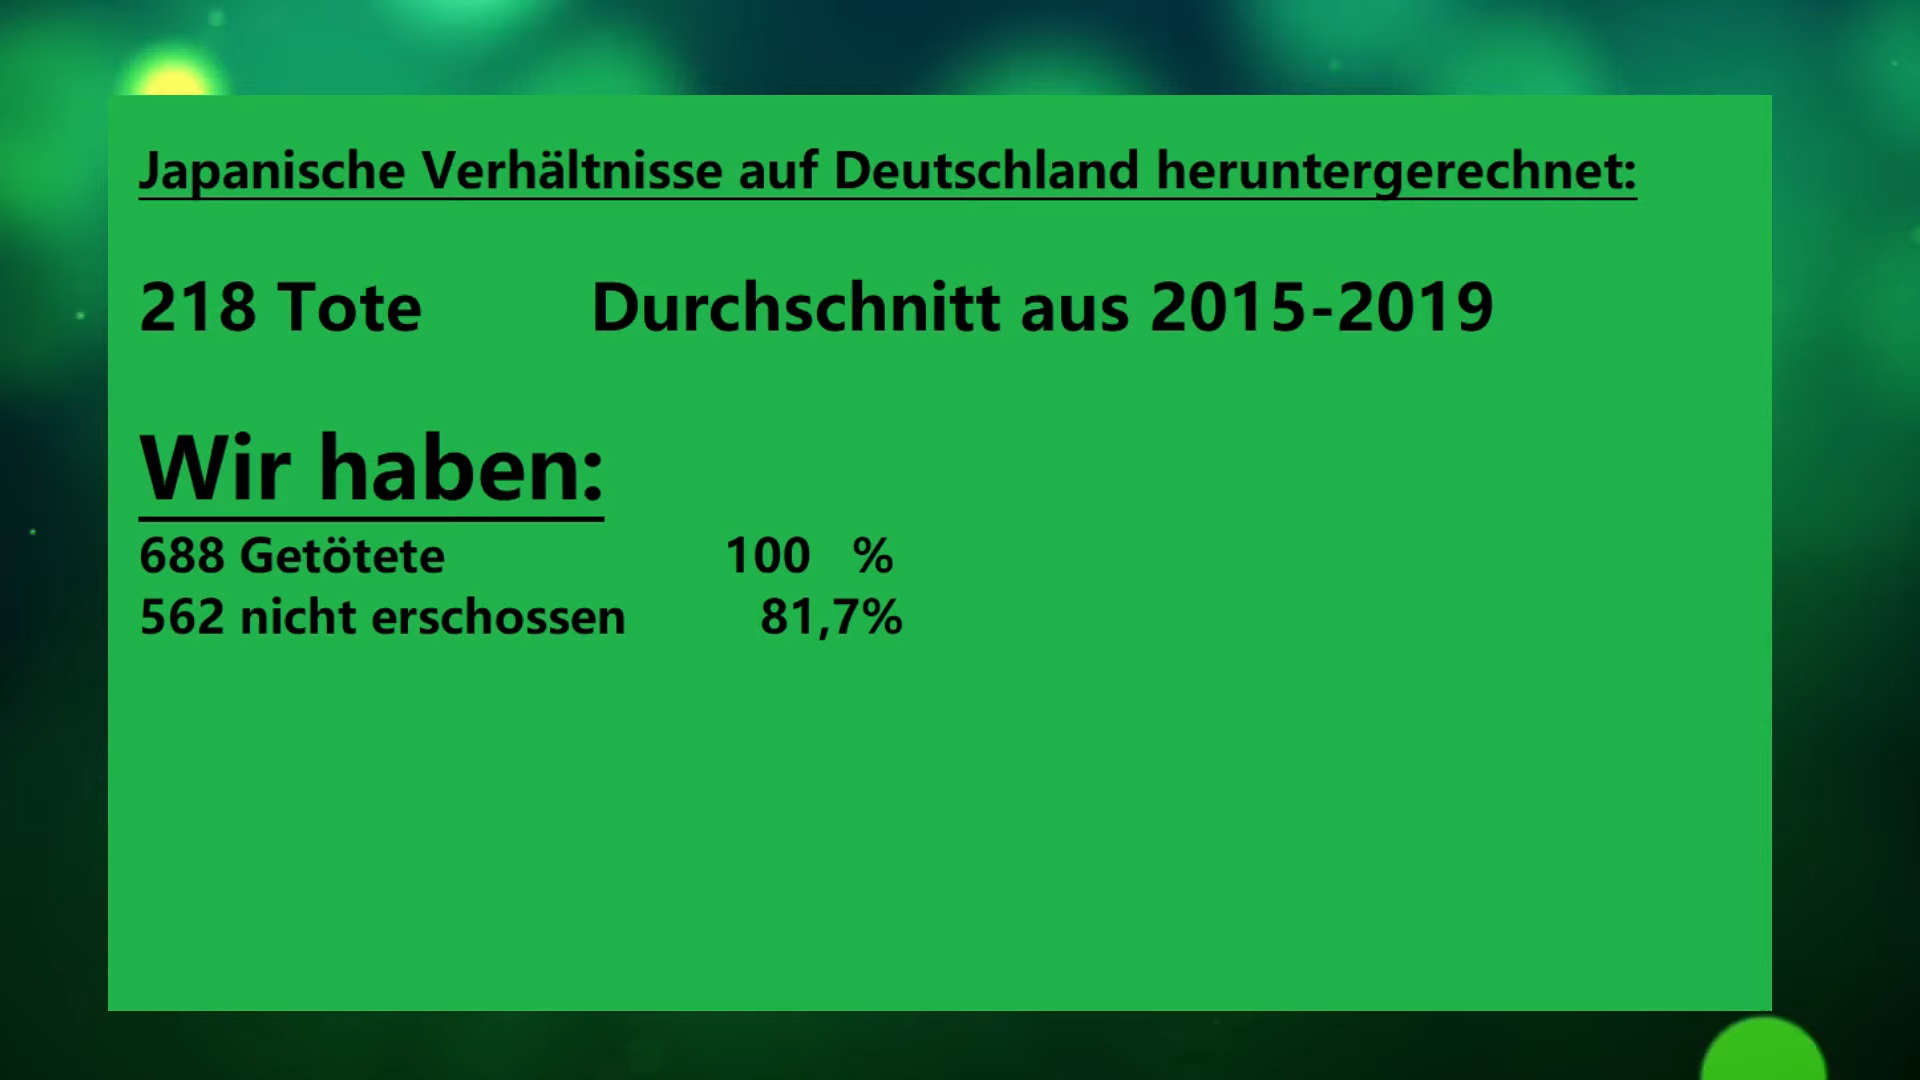 Japanische Verhältnisse auf Deutschland heruntergerechnet:
218 Tote Durchschnitt aus 2015-2019
Wir haben:
688 Getötete 100 %
562 nicht erschossen 81,7%